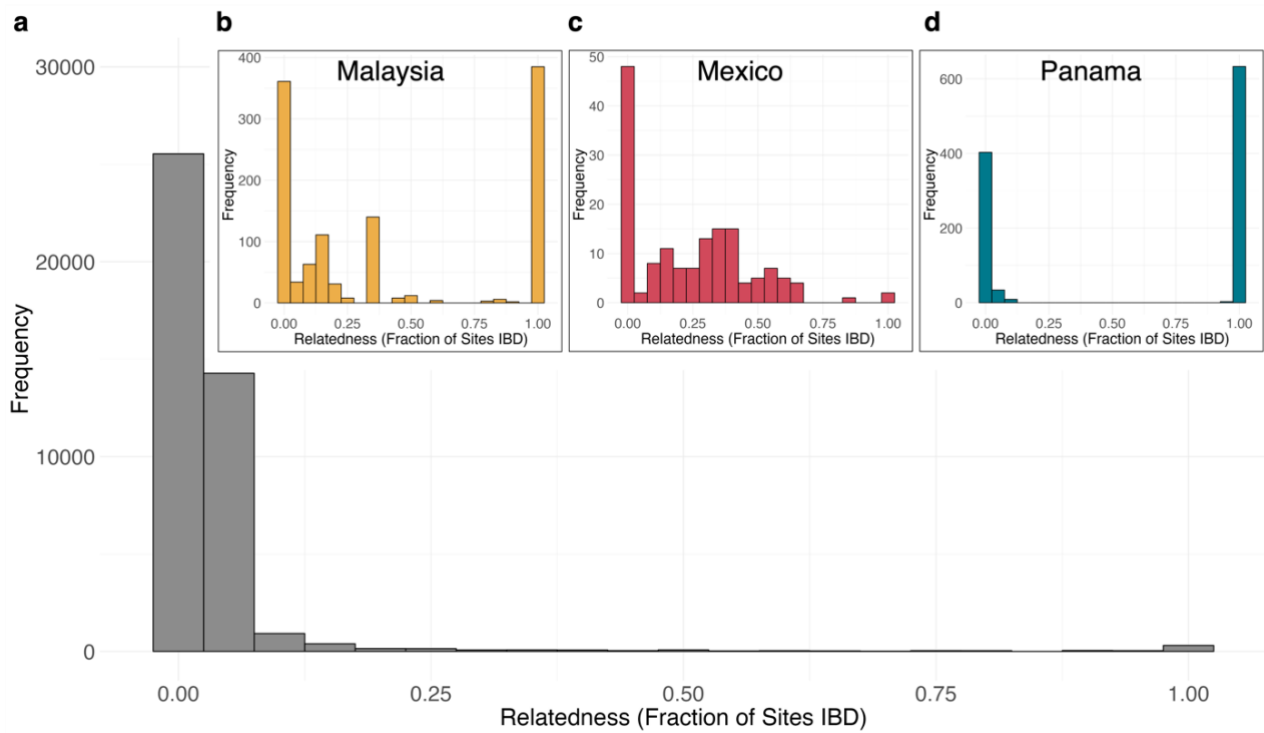 a
b
c
d
30000
20000
10000
0
Frequency
0.00 0.25 0.50 0.75 1.00
Relatedness (Fraction of Sites IBD)
Malaysia
400
300
200
100
0
Frequency
0.00 0.25 0.50 0.75 1.00
Relatedness (Fraction of Sites IBD)
Mexico
50
40
30
20
10
0
Frequency
0.00 0.25 0.50 0.75 1.00
Relatedness (Fraction of Sites IBD)
Panama
600
400
200
0
Frequency
0.00 0.25 0.50 0.75 1.00
Relatedness (Fraction of Sites IBD)